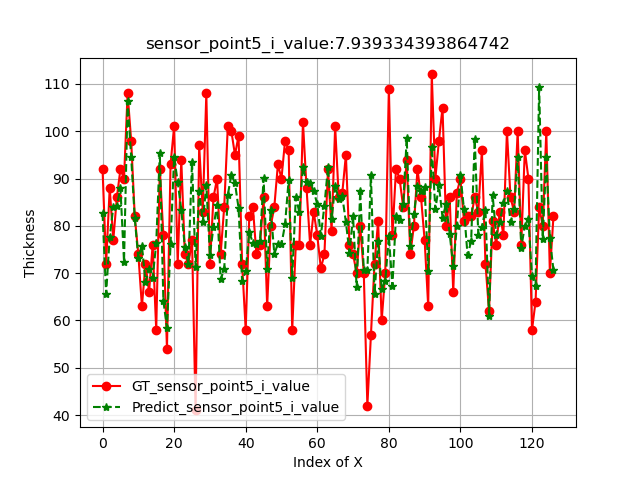 sensor_point5_i_value:7.939334393864742
Thickness
110
100
90
80
70
60
50
40
GT_sensor_point5_i_value
Predict_sensor_point5_i_value
0 20 40 60 80 100 120
Index of X